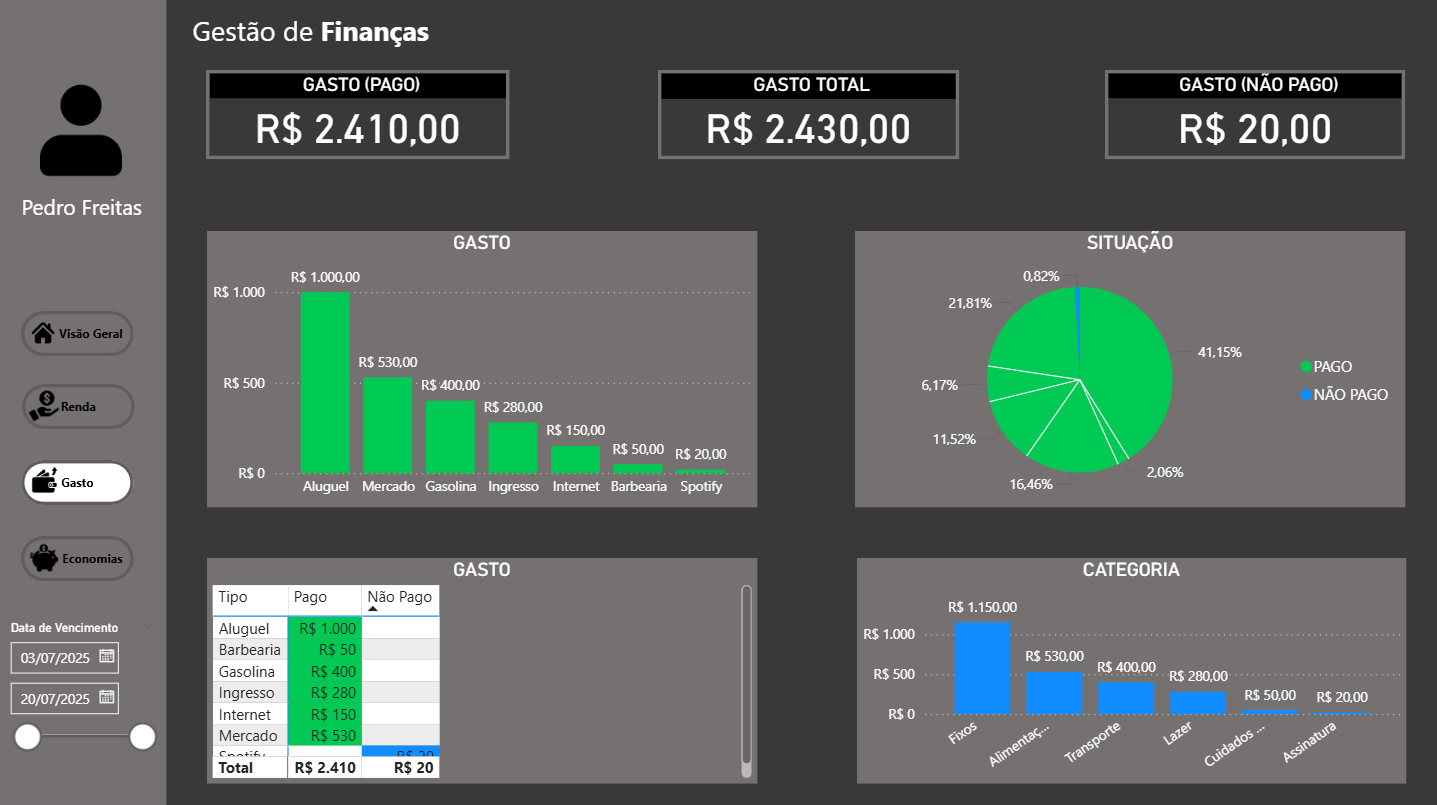 Gestão de Finanças
Pedro Freitas
Visão Geral
Renda
Gasto
Economias
Data de Vencimento
03/07/2025
20/07/2025
GASTO (PAGO)
R$ 2.410,00
GASTO TOTAL
R$ 2.430,00
GASTO (NÃO PAGO)
R$ 20,00
GASTO
R$ 1.000
R$ 500
R$ 0
R$ 1.000,00
R$ 530,00
R$ 400,00
R$ 280,00
R$ 150,00
R$ 50,00
R$ 20,00
Aluguel Mercado Gasolina Ingresso Internet Barbearia Spotify
SITUAÇÃO
0,82%
21,81%
41,15%
6,17%
11,52%
16,46%
2,06%
PAGO
NÃO PAGO
GASTO
Tipo Pago Não Pago
Aluguel R$ 1.000
Barbearia R$ 50
Gasolina R$ 400
Ingresso R$ 280
Internet R$ 150
Mercado R$ 530
Spotify R$ 20
Total R$ 2.410 R$ 20
CATEGORIA
R$ 1.000
R$ 500
R$ 0
R$ 1.150,00
R$ 530,00
R$ 400,00
R$ 280,00
R$ 50,00
R$ 20,00
Fixos
Alimentaç...
Transporte
Lazer
Cuidados ...
Assinatura